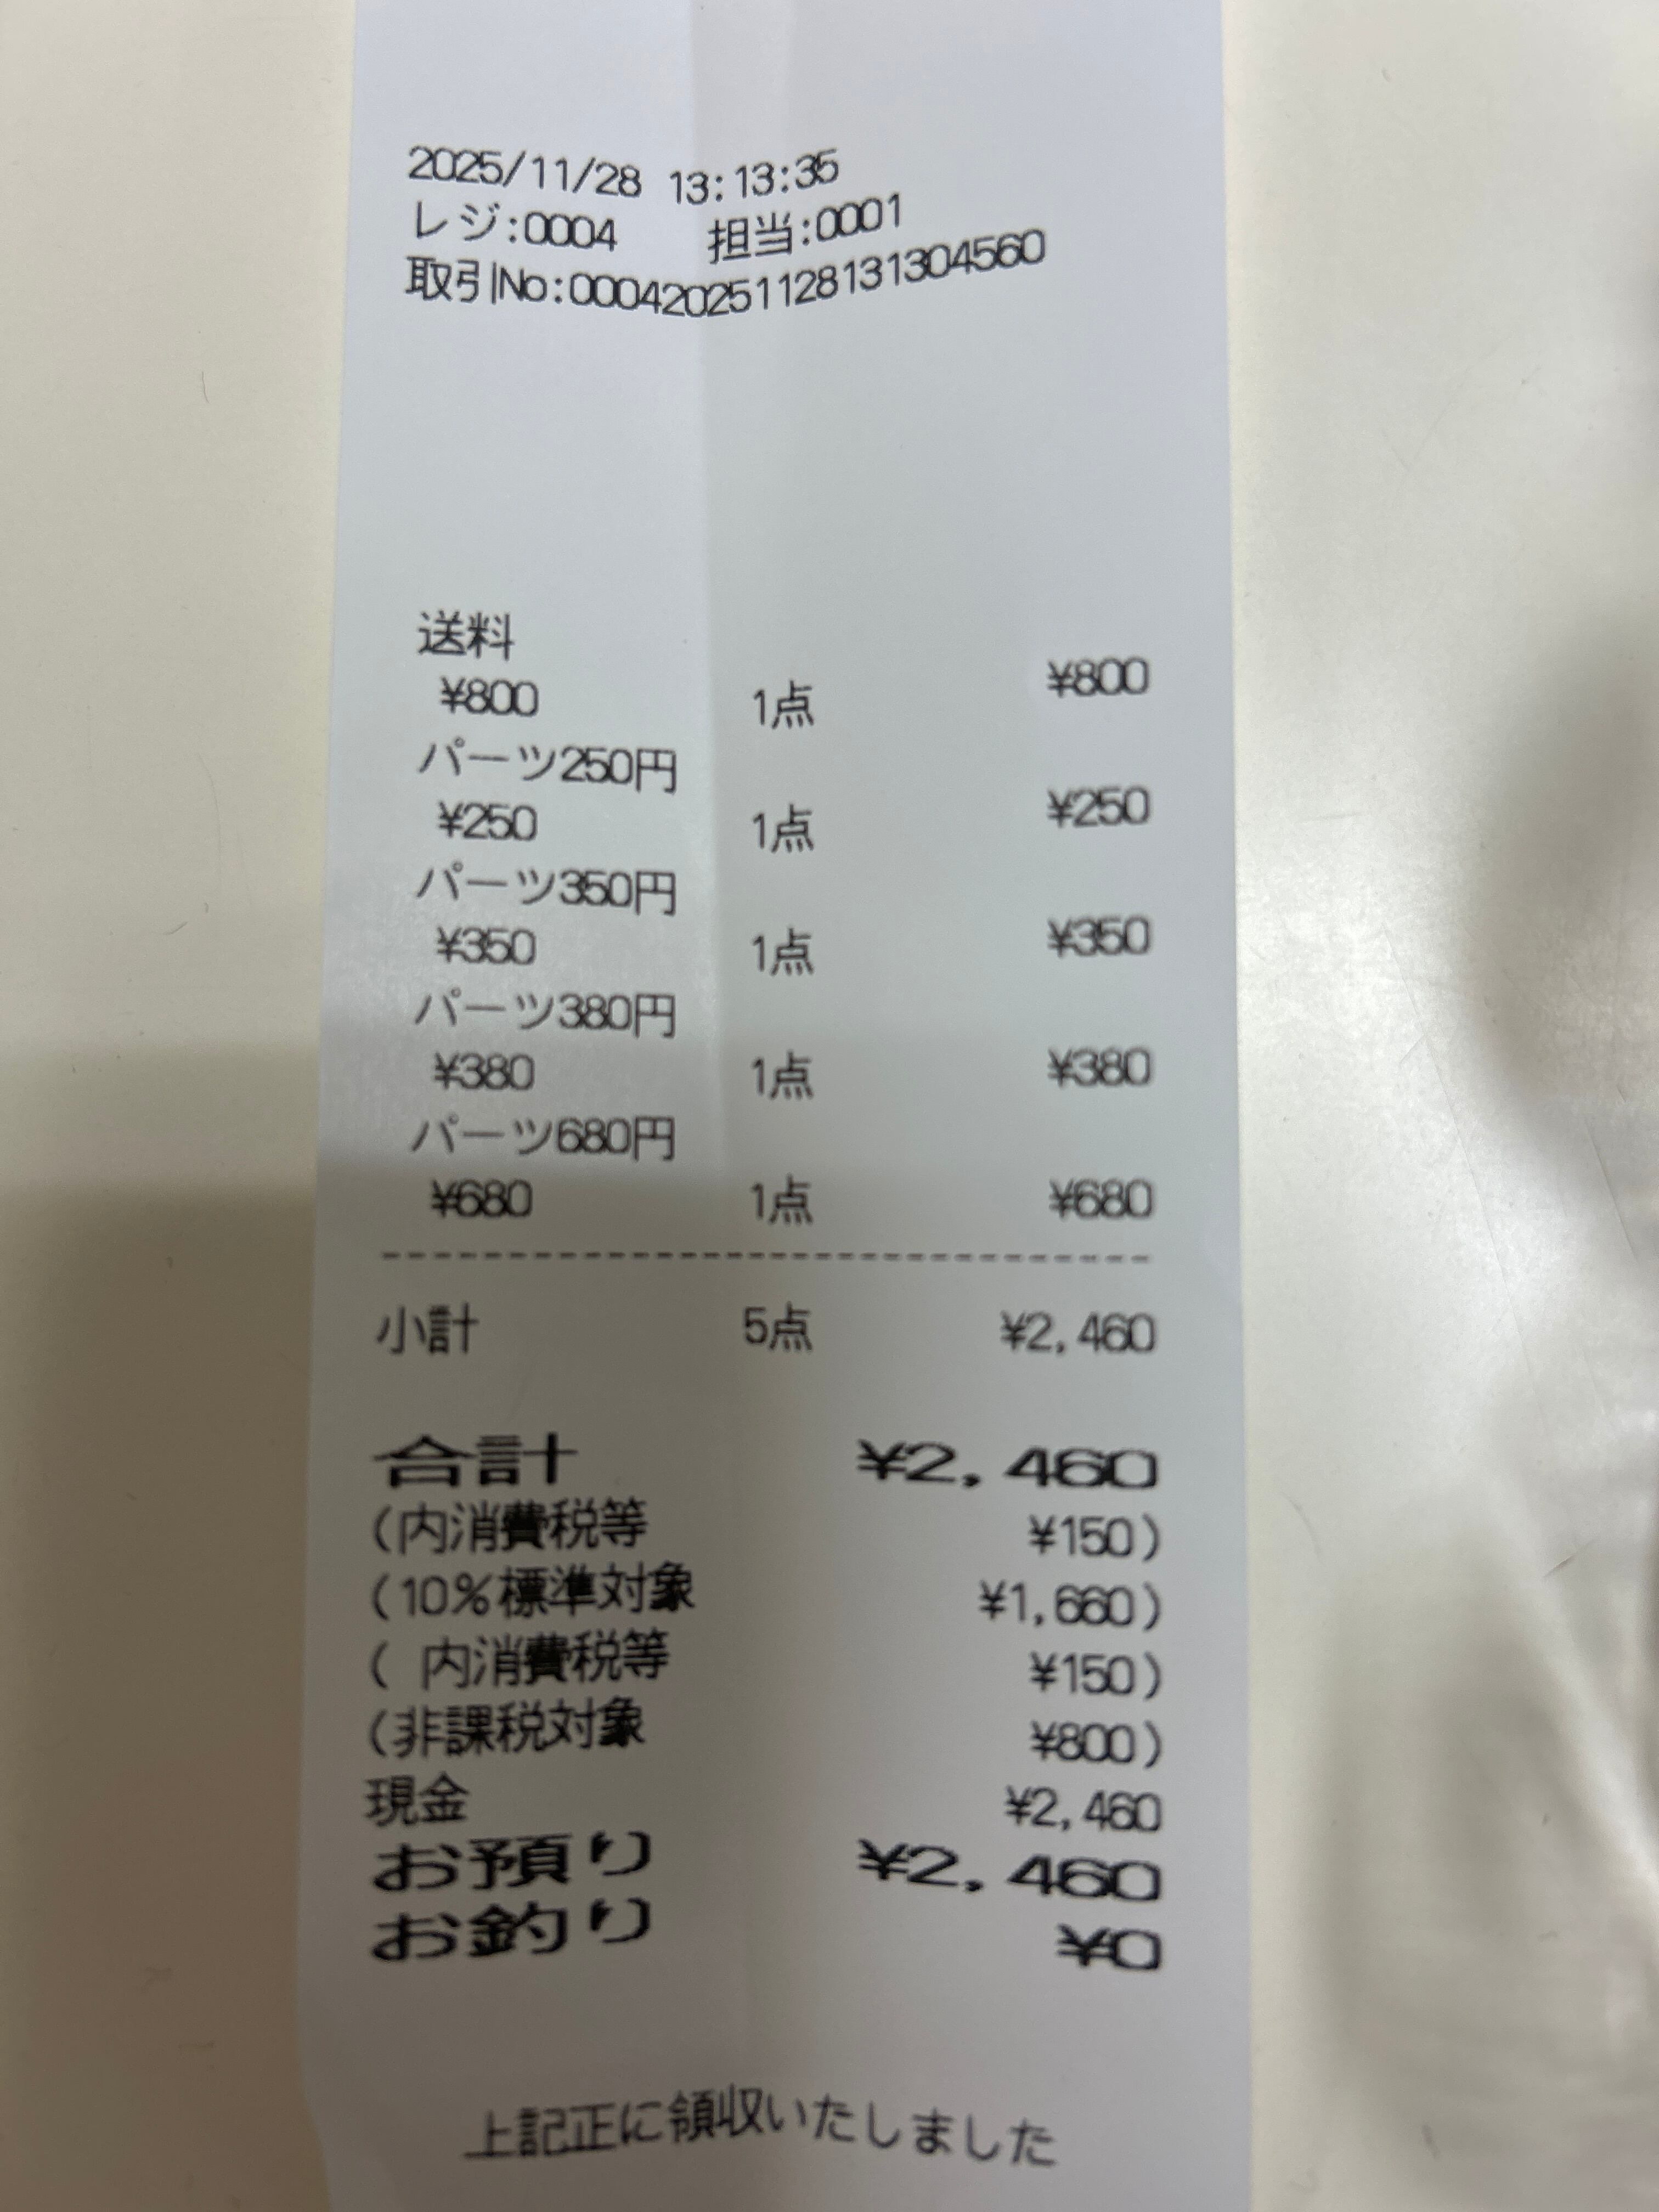 2025/11/28 13:13:35
レジ:0004 担当:0001
取引No:00042025112813130456​0
送料
¥800 1点 ¥800
パーツ250円
¥250 1点 ¥250
パーツ350円
¥350 1点 ¥350
パーツ380円
¥380 1点 ¥380
パーツ680円
¥680 1点 ¥680
小計 5点 ¥2,460
合計 ¥2,460
(内消費税等 ¥150)
(10%標準対象 ¥1,660)
( 内消費税等 ¥150)
(非課税対象 ¥800)
現金 ¥2,460
お預り ¥2,460
お釣り ¥0
上記正に領収いたしました